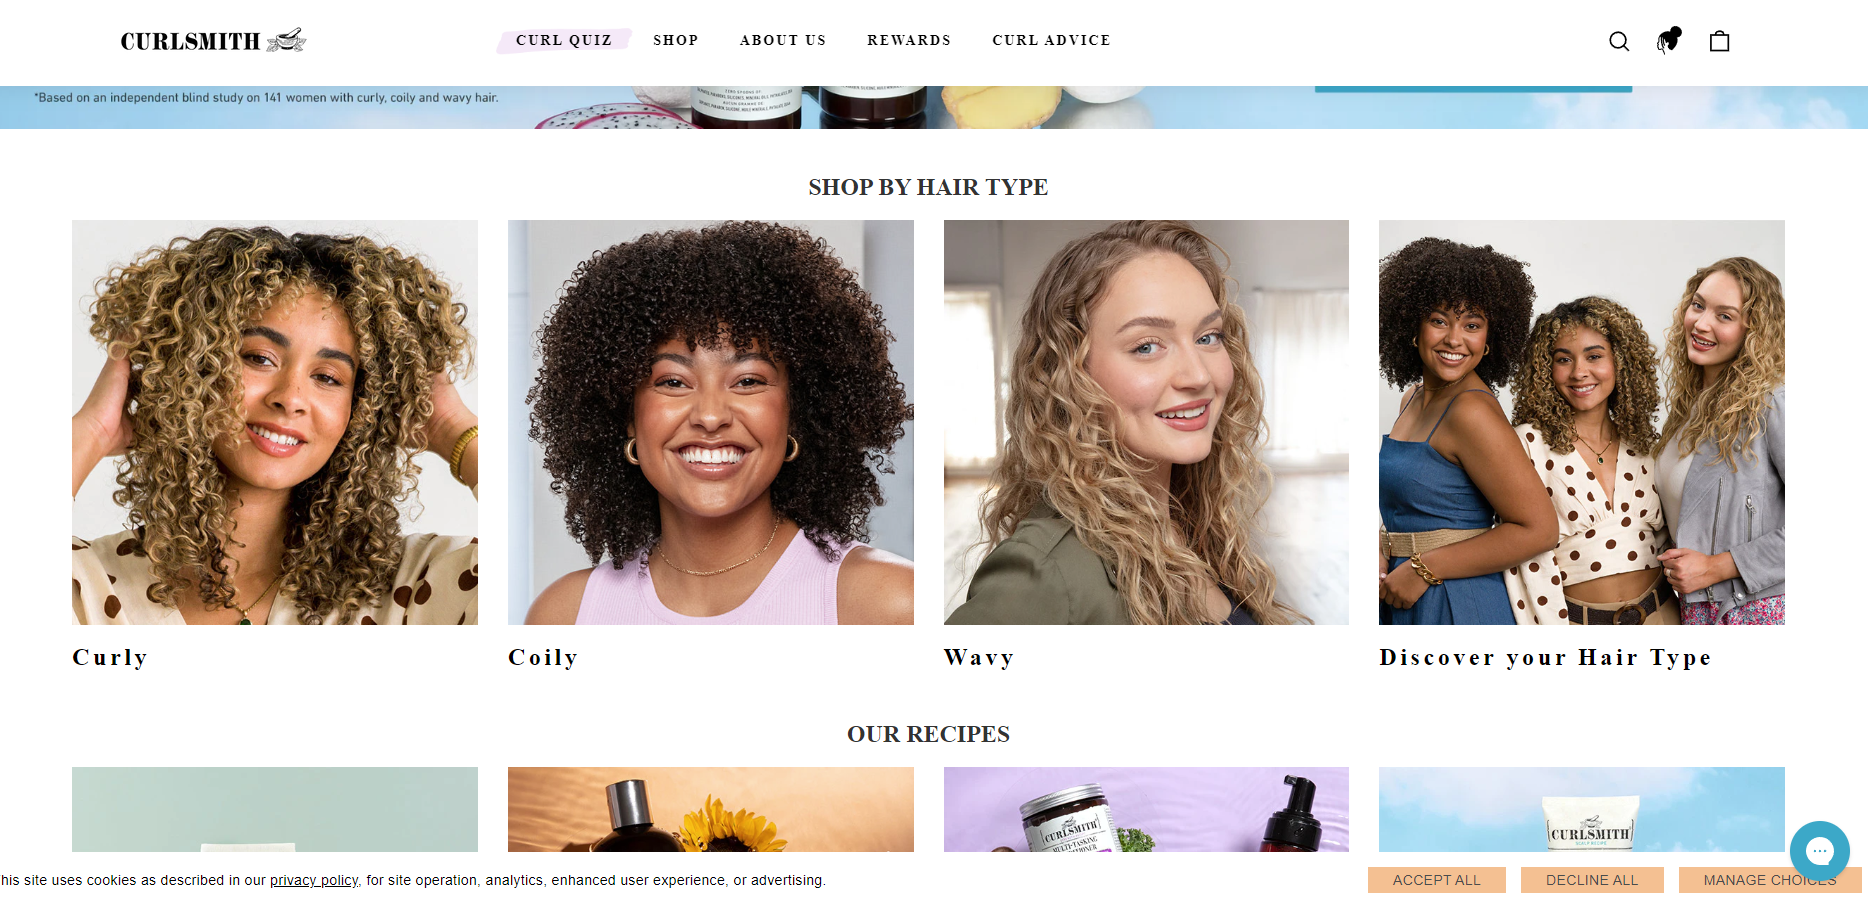 CURLSMITH
CURL QUIZ
SHOP
ABOUT US
REWARDS
CURL ADVICE
*Based on an independent blind study on 141 women with curly, coily and wavy hair.
SHOP BY HAIR TYPE
Curly
Coily
Wavy
Discover your Hair Type
OUR RECIPES
CURLSMITH
MULTI-TASKING
CURLSMITH
his site uses cookies as described in our privacy policy, for site operation, analytics, enhanced user experience, or advertising.
ACCEPT ALL
DECLINE ALL
MANAGE CHOICES